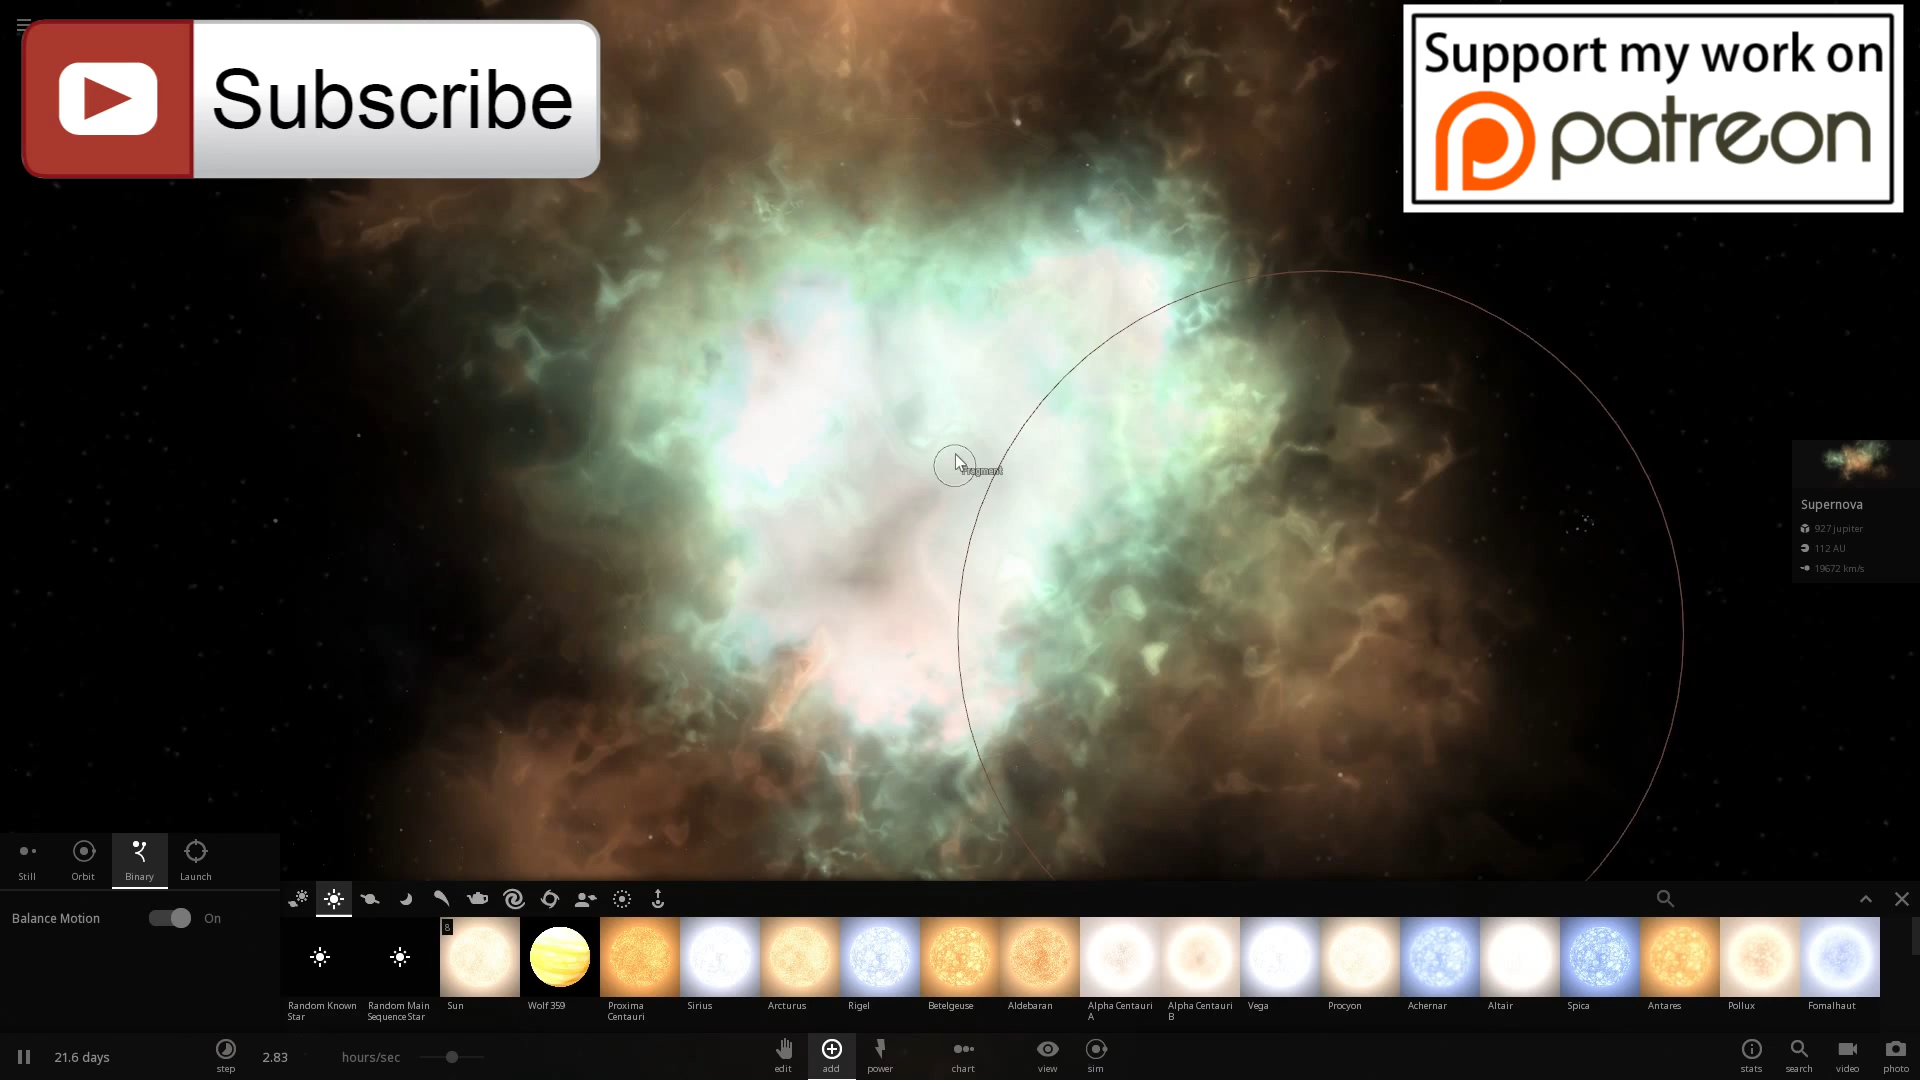 Subscribe
Support my work on
patreon
Fragment
Supernova
927 jupiter
112 AU
19672 km/s
Still
Orbit
Binary
Launch
Balance Motion
On
8
Random Known Star
Random Main Sequence Star
Sun
Wolf 359
Proxima Centauri
Sirius
Arcturus
Rigel
Betelgeuse
Aldebaran
Alpha Centauri A
Alpha Centauri B
Vega
Procyon
Achernar
Altair
Spica
Antares
Pollux
Fomalhaut
21.6 days
step
2.83
hours/sec
edit
add
power
chart
view
sim
stats
search
video
photo